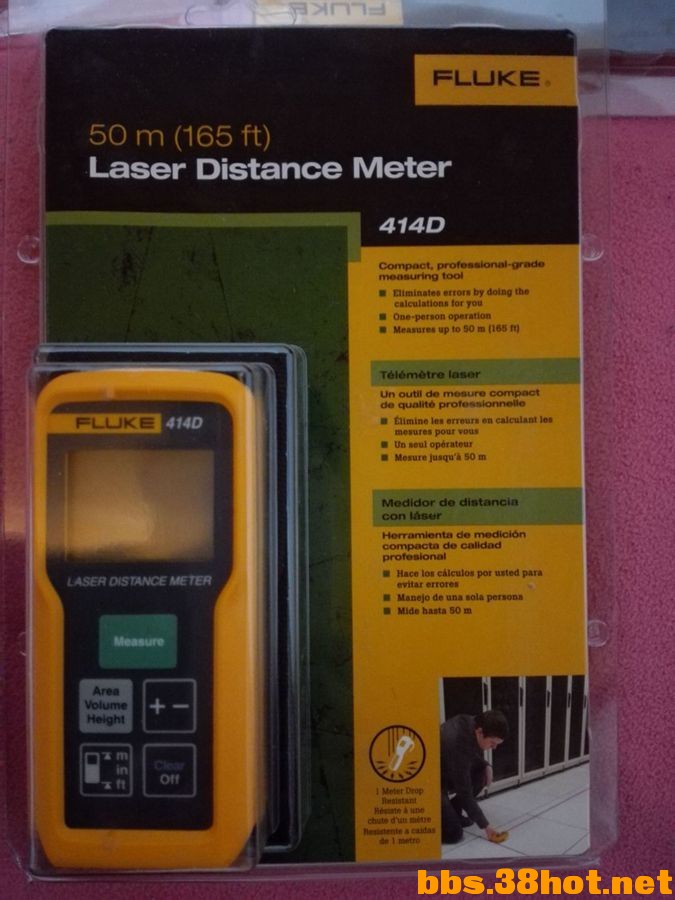 FLUKE
FLUKE®
50 m (165 ft)
Laser Distance Meter
414D
Compact, professional-grade
measuring tool
Eliminates errors by doing the
calculations for you
One-person operation
Measures up to 50 m (165 ft)
Télémètre laser
Un outil de mesure compact
de qualité professionnelle
Élimine les erreurs en calculant les
mesures pour vous
Un seul opérateur
Mesure jusqu'à 50 m
Medidor de distancia
con láser
Herramienta de medición
compacta de calidad
profesional
Hace los cálculos por usted para
evitar errores
Manejo de una sola persona
Mide hasta 50 m
FLUKE 414D
LASER DISTANCE METER
Measure
Area
Volume
Height
+ −
m
in
ft
Clear
Off
1 Meter Drop
Resistant
Résiste à une
chute d'un mètre
Resistente a caídas
de 1 metro
bbs.38hot.net